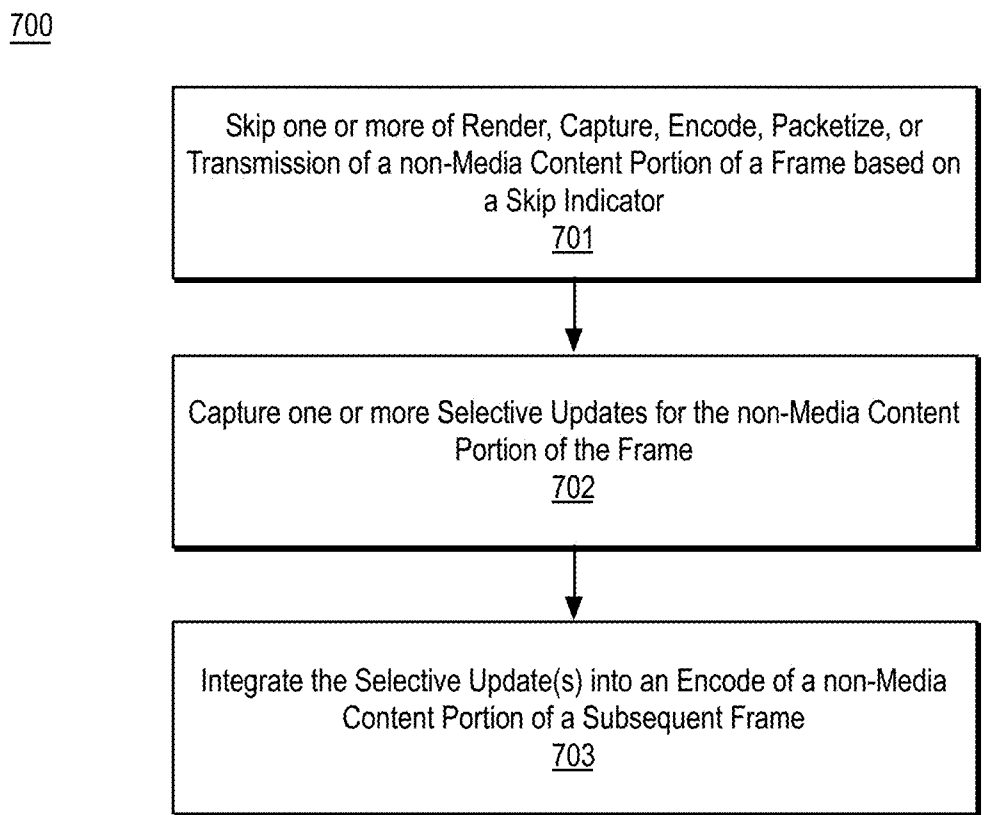 700
Skip one or more of Render, Capture, Encode, Packetize, or
Transmission of a non-Media Content Portion of a Frame based on
a Skip Indicator
701
Capture one or more Selective Updates for the non-Media Content
Portion of the Frame
702
Integrate the Selective Update(s) into an Encode of a non-Media
Content Portion of a Subsequent Frame
703